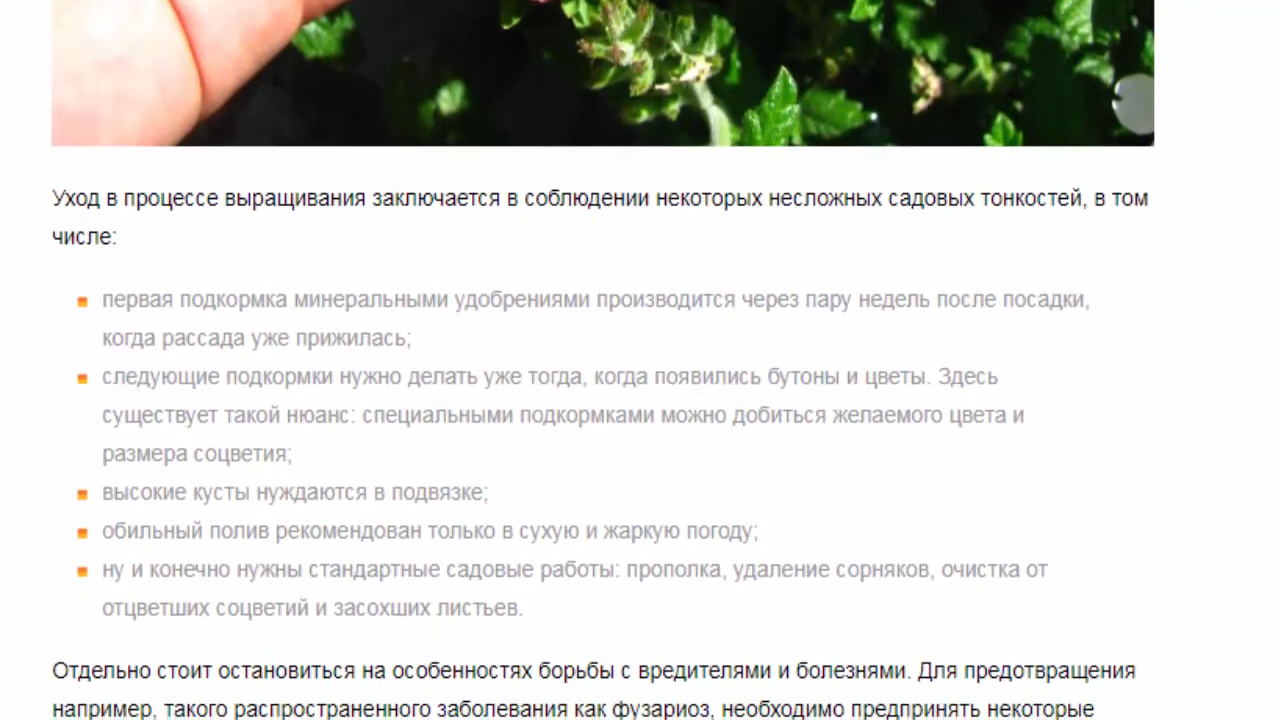 Уход в процессе выращивания заключается в соблюдении некоторых несложных садовых тонкостей, в том
числе:
первая подкормка минеральными удобрениями производится через пару недель после посадки,
когда рассада уже прижилась;
следующие подкормки нужно делать уже тогда, когда появились бутоны и цветы. Здесь
существует такой нюанс: специальными подкормками можно добиться желаемого цвета и
размера соцветия;
высокие кусты нуждаются в подвязке;
обильный полив рекомендован только в сухую и жаркую погоду;
ну и конечно нужны стандартные садовые работы: прополка, удаление сорняков, очистка от
отцветших соцветий и засохших листьев.
Отдельно стоит остановиться на особенностях борьбы с вредителями и болезнями. Для предотвращения
например, такого распространенного заболевания как фузариоз, необходимо предпринять некоторые